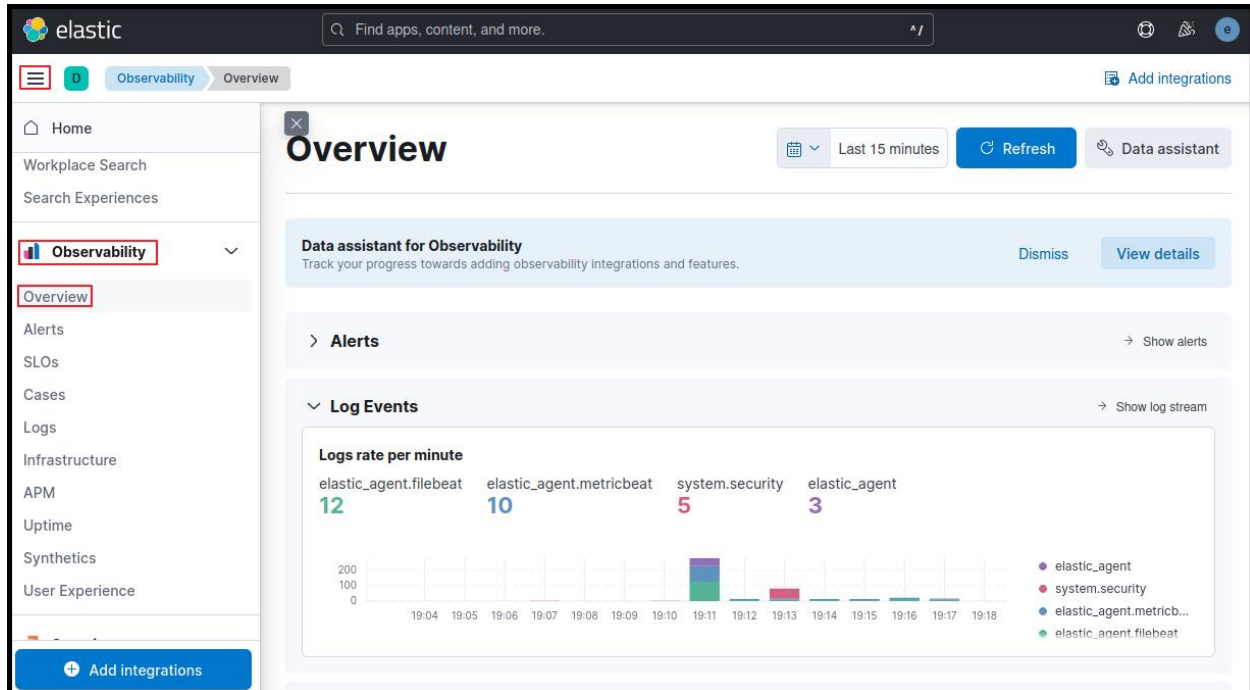 elastic
Find apps, content, and more.
^/
e
D
Observability
Overview
Add integrations
Home
Workplace Search
Search Experiences
Observability
Overview
Alerts
SLOs
Cases
Logs
Infrastructure
APM
Uptime
Synthetics
User Experience
Add integrations
Overview
Last 15 minutes
Refresh
Data assistant
Data assistant for Observability
Track your progress towards adding observability integrations and features.
Dismiss
View details
Alerts
Show alerts
Log Events
Show log stream
Logs rate per minute
elastic_agent.filebeat elastic_agent.metricbeat system.security elastic_agent
12 10 5 3
200
100
0
19:04 19:05 19:06 19:07 19:08 19:09 19:10 19:11 19:12 19:13 19:14 19:15 19:16 19:17 19:18
elastic_agent
system.security
elastic_agent.metricb...
elastic_agent.filebeat